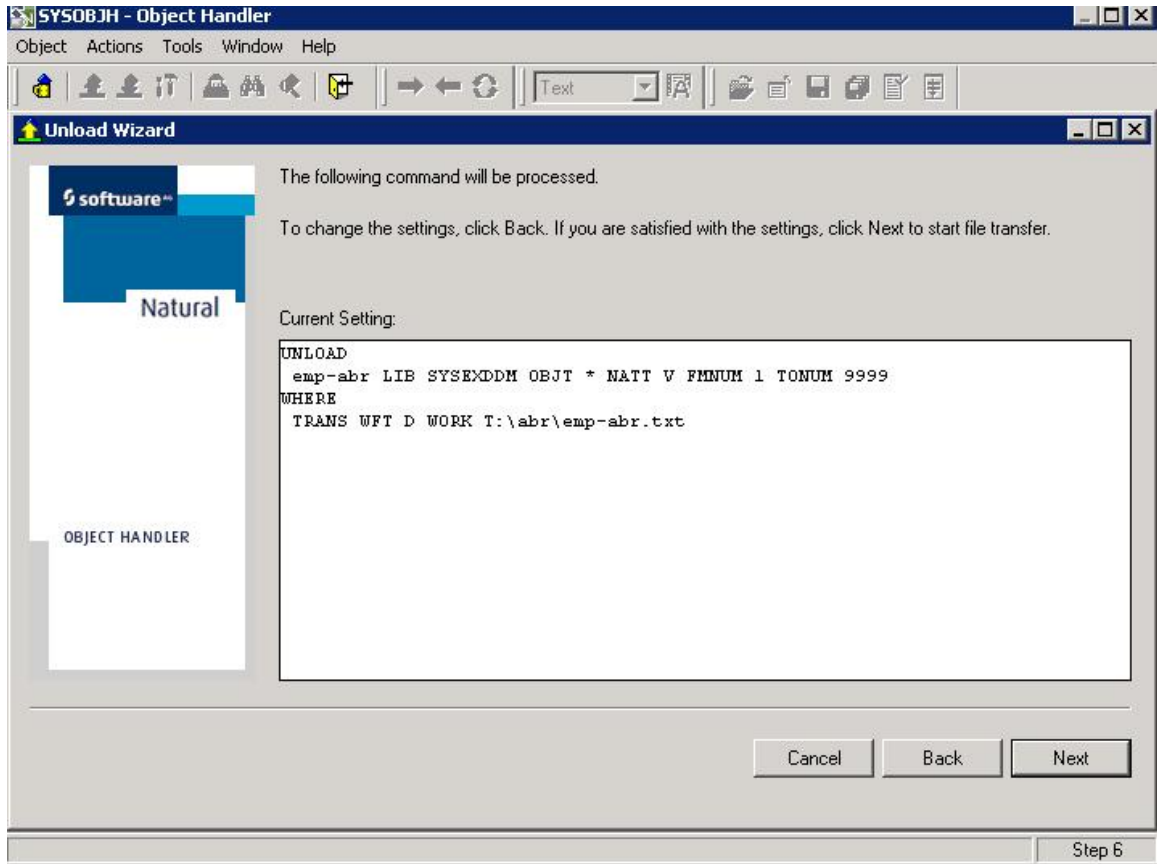 SYSOBJH - Object Handler
Object Actions Tools Window Help
Text
Unload Wizard
software AG
The following command will be processed.
To change the settings, click Back. If you are satisfied with the settings, click Next to start file transfer.
Natural
Current Setting:
UNLOAD
emp-abr LIB SYSEXDDM OBJT * NATT V FMNUM 1 TONUM 9999
WHERE
TRANS WFT D WORK T:\abr\emp-abr.txt
OBJECT HANDLER
Cancel Back Next
Step 6